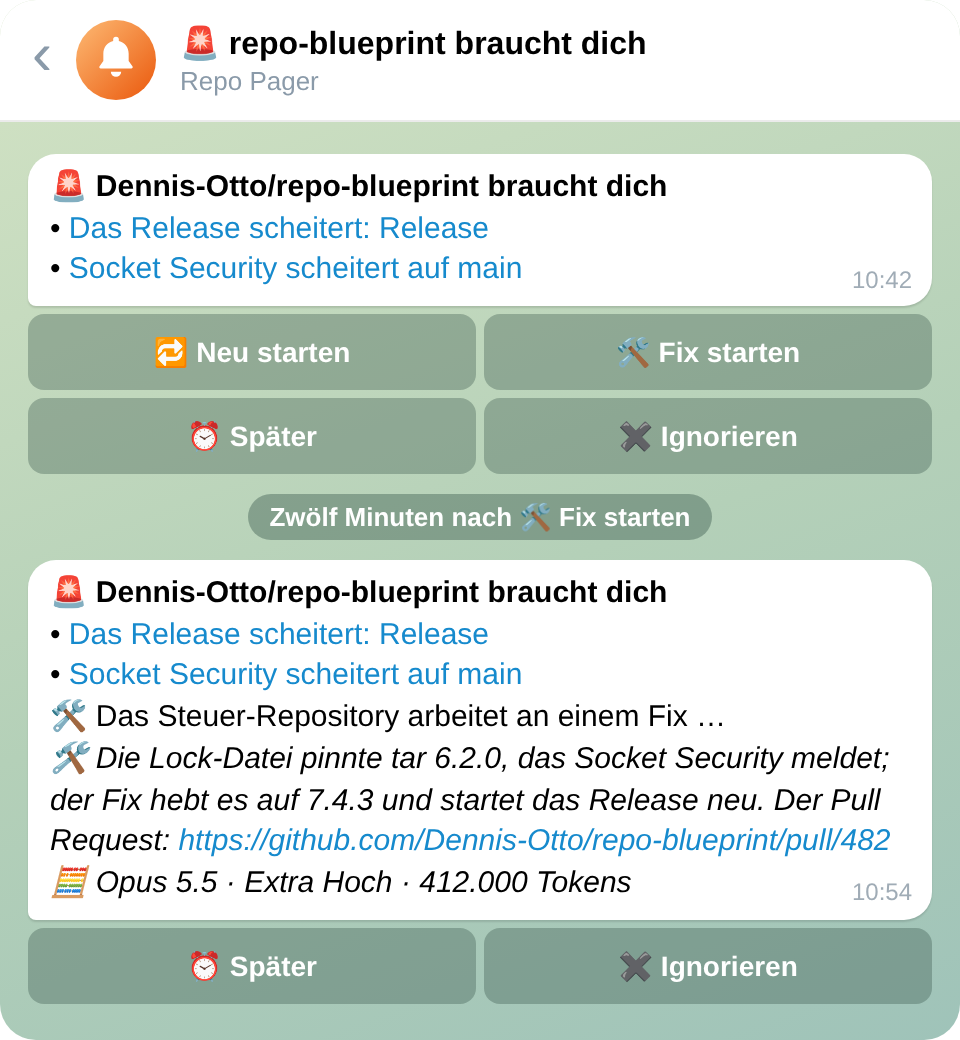 🚨 repo-blueprint braucht dich
Repo Pager
🚨 Dennis-Otto/repo-blueprint braucht dich
• Das Release scheitert: Release
• Socket Security scheitert auf main
10:42
🔁 Neu starten
🛠️ Fix starten
⏰ Später
✖️ Ignorieren
Zwölf Minuten nach 🛠️ Fix starten
🚨 Dennis-Otto/repo-blueprint braucht dich
• Das Release scheitert: Release
• Socket Security scheitert auf main
🛠️ Das Steuer-Repository arbeitet an einem Fix …
🛠️ Die Lock-Datei pinnte tar 6.2.0, das Socket Security meldet;
der Fix hebt es auf 7.4.3 und startet das Release neu. Der Pull
Request: https://github.com/Dennis-Otto/repo-blueprint/pull/482
🧮 Opus 5.5 · Extra Hoch · 412.000 Tokens
10:54
⏰ Später
✖️ Ignorieren